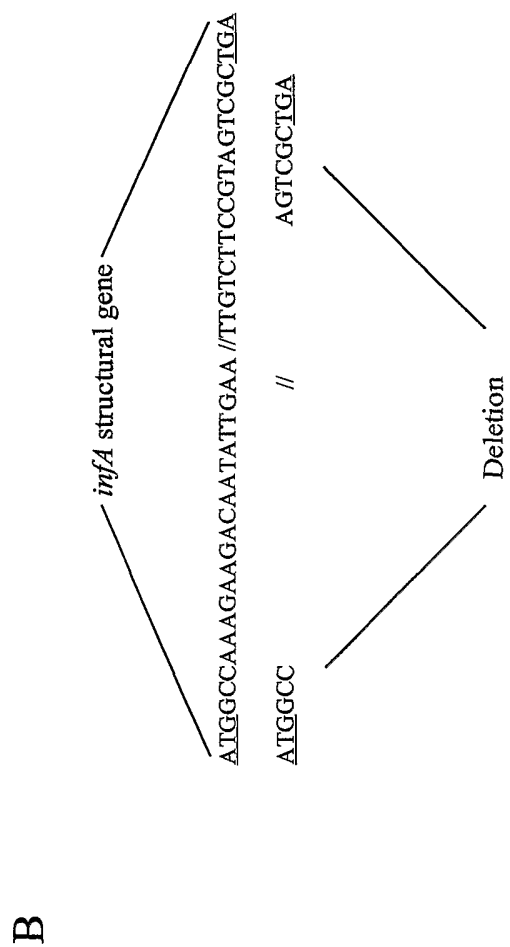 B
infA structural gene
ATGGCCAAAGAAGACAATATTGAA //TTGTCTTCCGTAGTCGCTGA
ATGGCC // AGTCGCTGA
Deletion